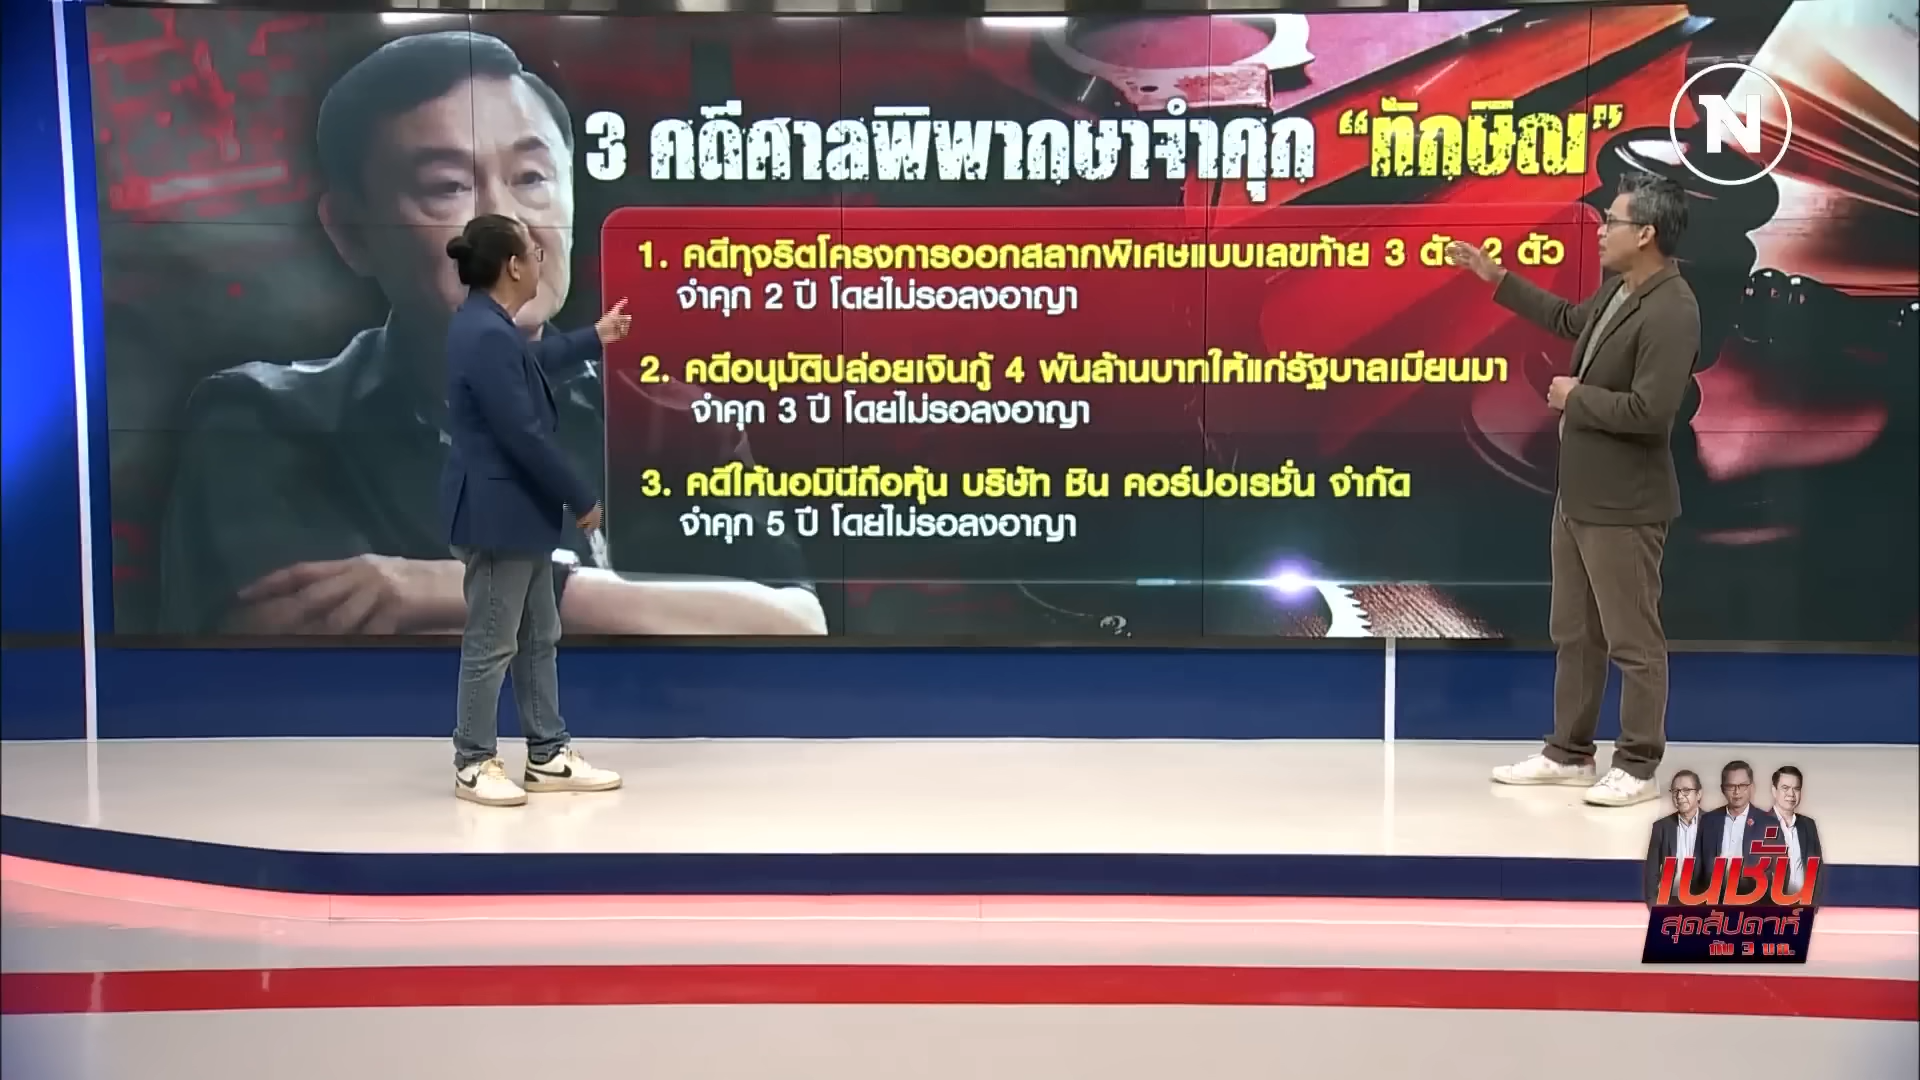 3 คดีศาลพิพากษาจำคุก “ทักษิณ”
N
1. คดีทุจริตโครงการออกสลากพิเศษแบบเลขท้าย 3 ตัว 2 ตัว
จำคุก 2 ปี โดยไม่รอลงอาญา
2. คดีอนุมัติปล่อยเงินกู้ 4 พันล้านบาทให้แก่รัฐบาลเมียนมา
จำคุก 3 ปี โดยไม่รอลงอาญา
3. คดีให้นอมินีถือหุ้น บริษัท ชิน คอร์ปอเรชั่น จำกัด
จำคุก 5 ปี โดยไม่รอลงอาญา
เนชั่น
สุดสัปดาห์
กับ 3 บก.